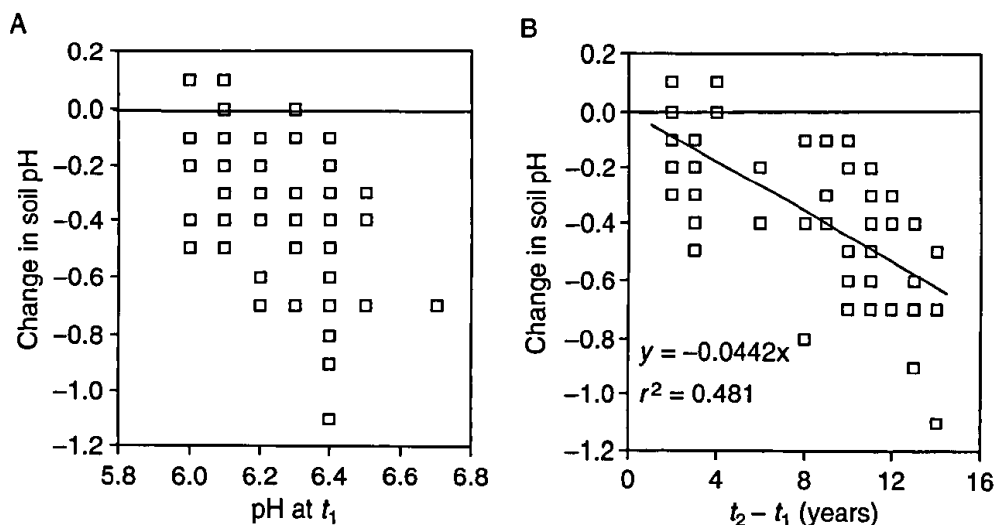 A
0.2
0.0
−0.2
−0.4
−0.6
−0.8
−1.0
−1.2
Change in soil pH
5.8 6.0 6.2 6.4 6.6 6.8
pH at t₁
B
0.2
0.0
−0.2
−0.4
−0.6
−0.8
−1.0
−1.2
Change in soil pH
y = −0.0442x
r² = 0.481
0 4 8 12 16
t₂ − t₁ (years)